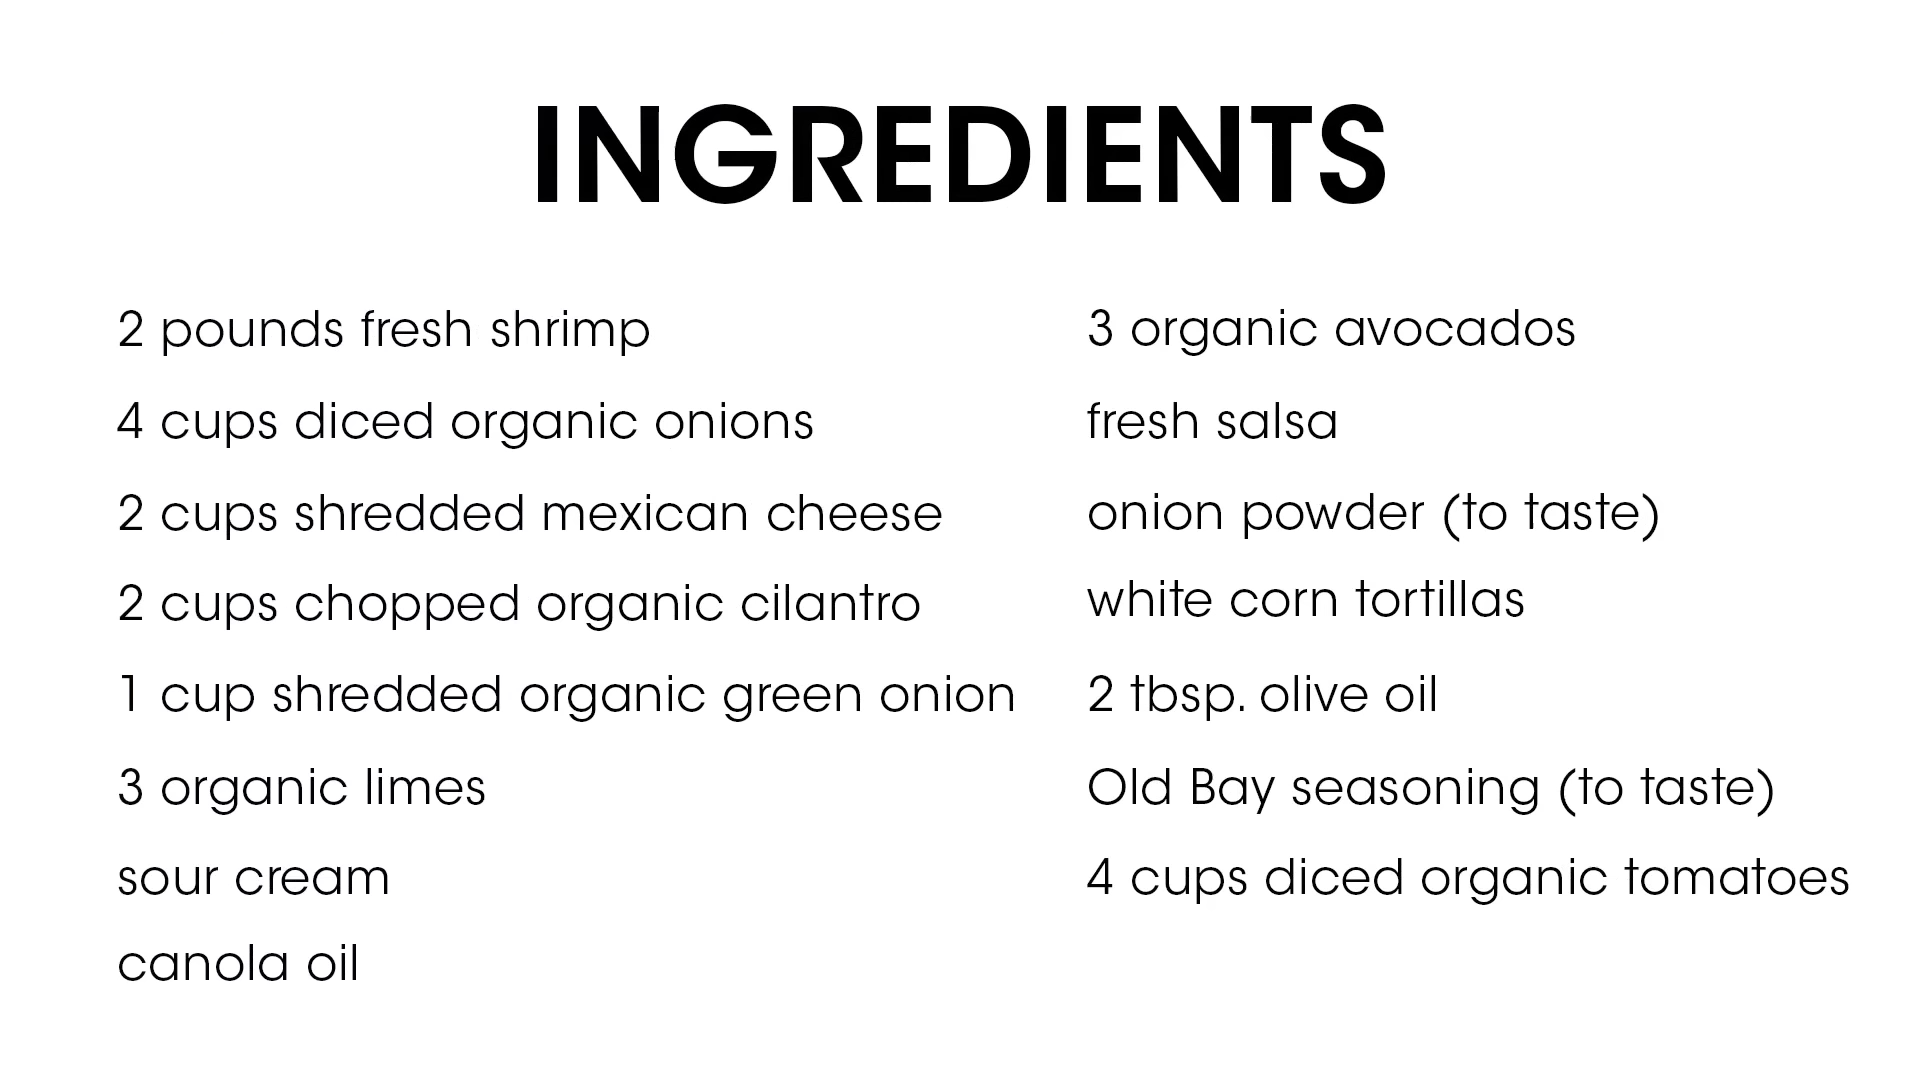 INGREDIENTS
2 pounds fresh shrimp
4 cups diced organic onions
2 cups shredded mexican cheese
2 cups chopped organic cilantro
1 cup shredded organic green onion
3 organic limes
sour cream
canola oil
3 organic avocados
fresh salsa
onion powder (to taste)
white corn tortillas
2 tbsp. olive oil
Old Bay seasoning (to taste)
4 cups diced organic tomatoes